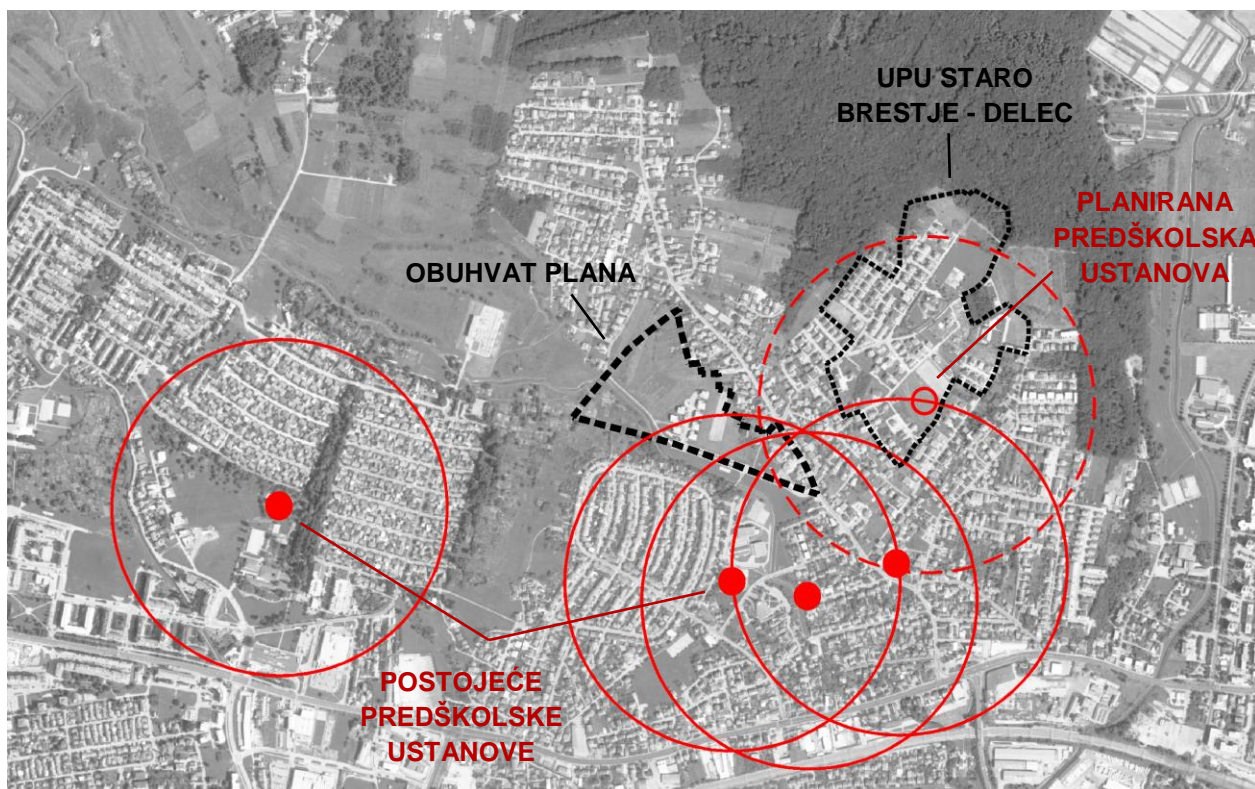 UPU STARO
BRESTJE - DELEC
PLANIRANA
PREDŠKOLSKA
USTANOVA
OBUHVAT PLANA
POSTOJEĆE
PREDŠKOLSKE
USTANOVE